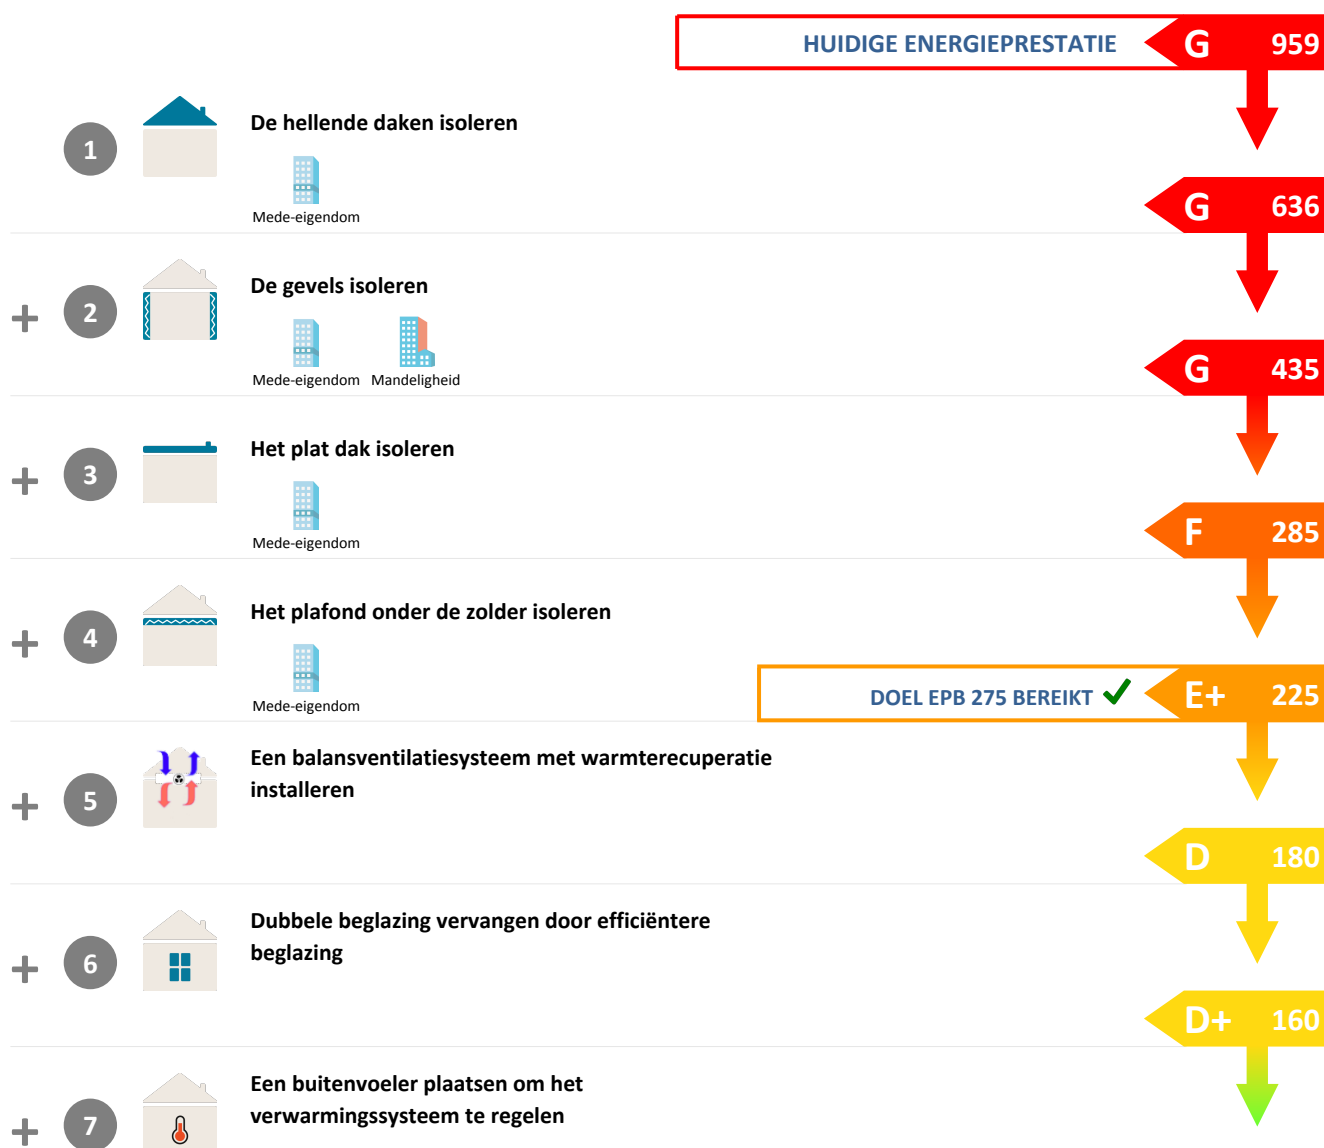 HUIDIGE ENERGIEPRESTATIE G 959
1 De hellende daken isoleren
Mede-eigendom
G 636
+ 2 De gevels isoleren
Mede-eigendom Mandeligheid
G 435
+ 3 Het plat dak isoleren
Mede-eigendom
F 285
+ 4 Het plafond onder de zolder isoleren
Mede-eigendom
DOEL EPB 275 BEREIKT ✓ E+ 225
+ 5 Een balansventilatiesysteem met warmterecuperatie
installeren
D 180
+ 6 Dubbele beglazing vervangen door efficiëntere
beglazing
D+ 160
+ 7 Een buitenvoeler plaatsen om het
verwarmingssysteem te regelen